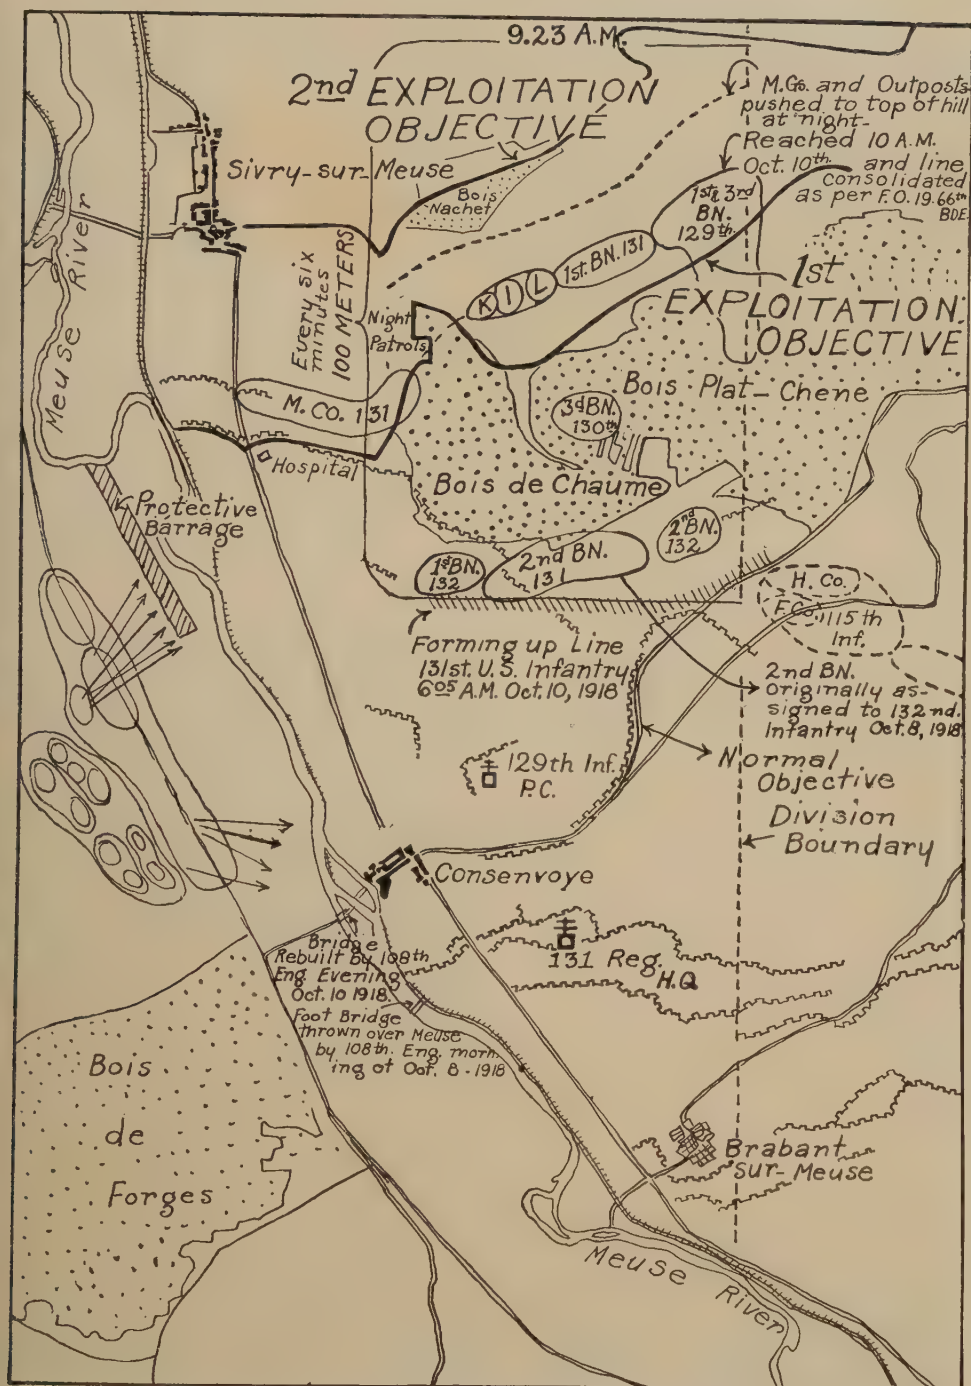 9.23 A.M.
2nd EXPLOITATION
OBJECTIVE
M.Gs. and Outposts
pushed to top of hill
at night-
Reached 10 A.M.
Oct. 10th. and line
consolidated
as per F.O. 19.66th
BDE.
Sivry-sur-Meuse
Bois
Nachet
1st & 3rd
BN.
129th.
1st. BN. 131
K I L
1st
EXPLOITATION
OBJECTIVE
Meuse River
Every six
minutes
100 METERS
Night
Patrols
M. CO. 131
Hospital
Bois Plat-Chene
3d BN.
130th
Bois de Chaume
Protective
Barrage
1st BN.
132
2nd BN.
131
2nd
BN.
132
H. Co.
F. Co.
115th
Inf.
Forming up Line
131st. U.S. Infantry
605 A.M. Oct. 10, 1918
2nd BN.
originally as-
signed to 132nd.
Infantry Oct. 8, 1918
129th Inf.
P.C.
Normal
Objective
Division
Boundary
Consenvoye
131 Reg.
H.Q
Bridge
Rebuilt by 108th
Eng. Evening
Oct. 10 1918.
Foot Bridge
thrown over Meuse
by 108th. Eng. morn-
ing of Oct. 8-1918
Bois
de
Forges
Brabant
sur-Meuse
Meuse River